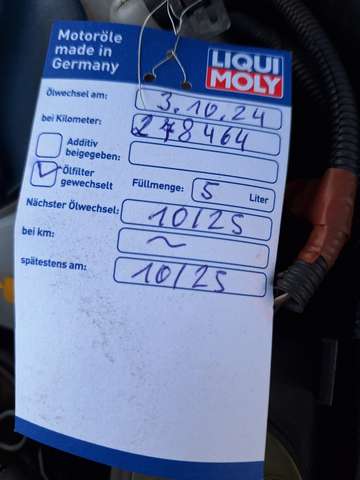 Motoröle
made in
Germany
LIQUI
MOLY
Ölwechsel am: 3.10.24
bei Kilometer: 278464
Additiv
beigegeben:
Ölfilter
gewechselt
Füllmenge: 5 Liter
Nächster Ölwechsel: 10/25
bei km: ~
spätestens am: 10/25